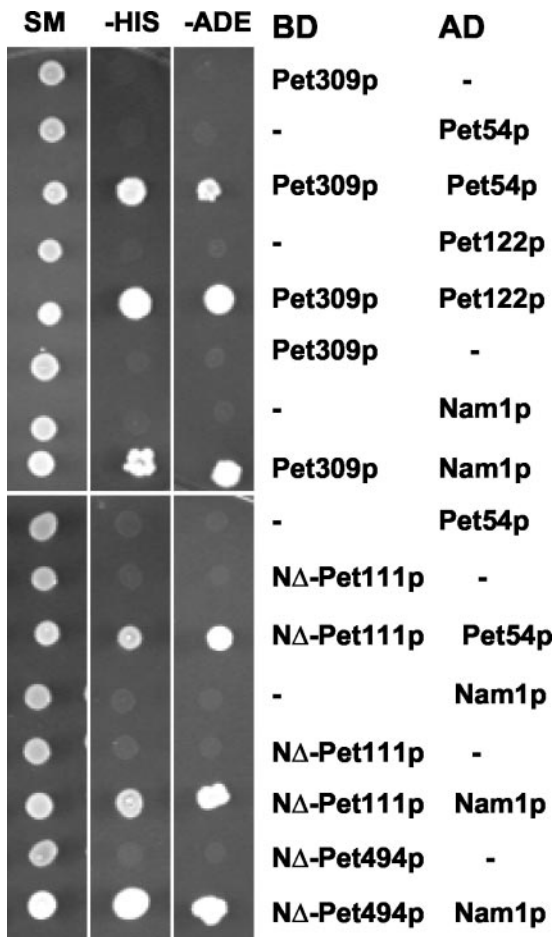 SM -HIS -ADE BD AD
Pet309p -
- Pet54p
Pet309p Pet54p
- Pet122p
Pet309p Pet122p
Pet309p -
- Nam1p
Pet309p Nam1p
- Pet54p
NΔ-Pet111p -
NΔ-Pet111p Pet54p
- Nam1p
NΔ-Pet111p -
NΔ-Pet111p Nam1p
NΔ-Pet494p -
NΔ-Pet494p Nam1p